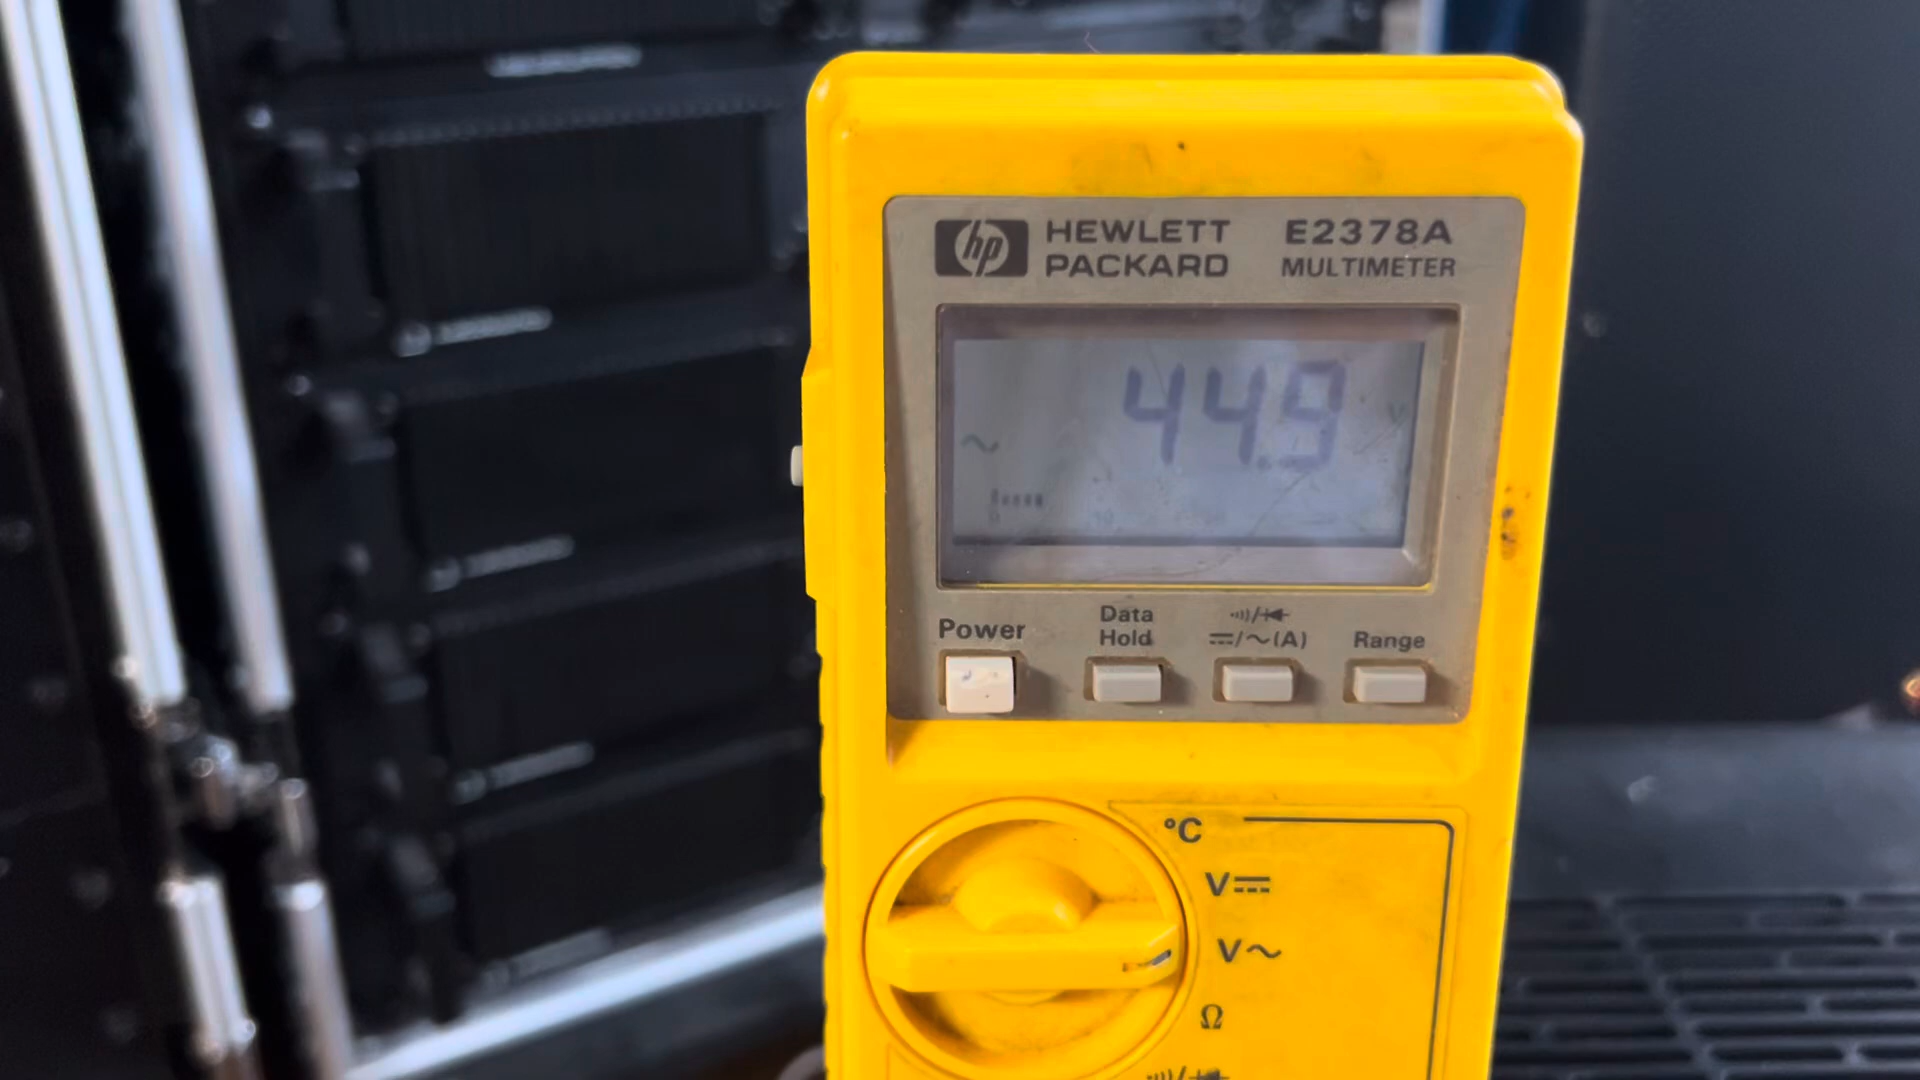 hp HEWLETT PACKARD
E2378A
MULTIMETER
44.9
~
V
Power
Data Hold
⎓/~(A)
Range
°C
V⎓
V~
Ω